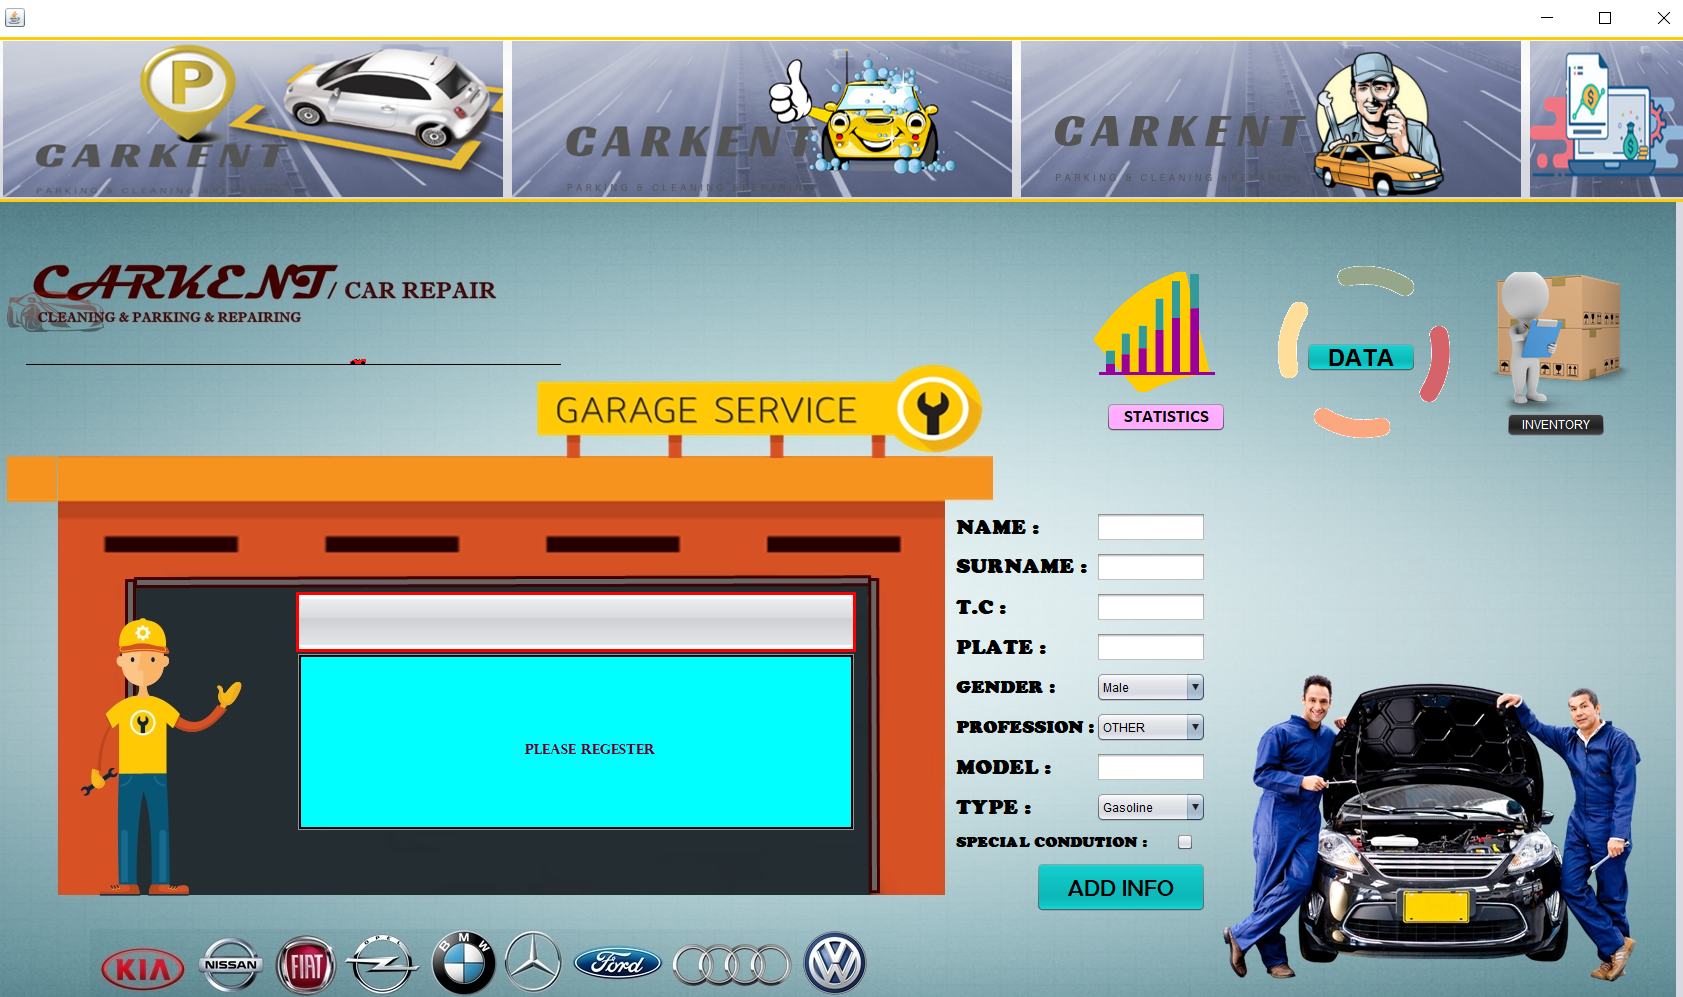 P
CARKENT
PARKING & CLEANING &REPAIRING
CARKENT
PARKING & CLEANING &REPAIRIN
CARKENT
PARKING & CLEANING &REPAIRING
CARKENT/ CAR REPAIR
CLEANING & PARKING & REPAIRING
STATISTICS
DATA
INVENTORY
GARAGE SERVICE
NAME :
SURNAME :
T.C :
PLATE :
GENDER :
Male
PROFESSION :
OTHER
MODEL :
TYPE :
Gasoline
SPECIAL CONDUTION :
ADD INFO
PLEASE REGESTER
KIA
NISSAN
FIAT
OPEL
BMW
Ford